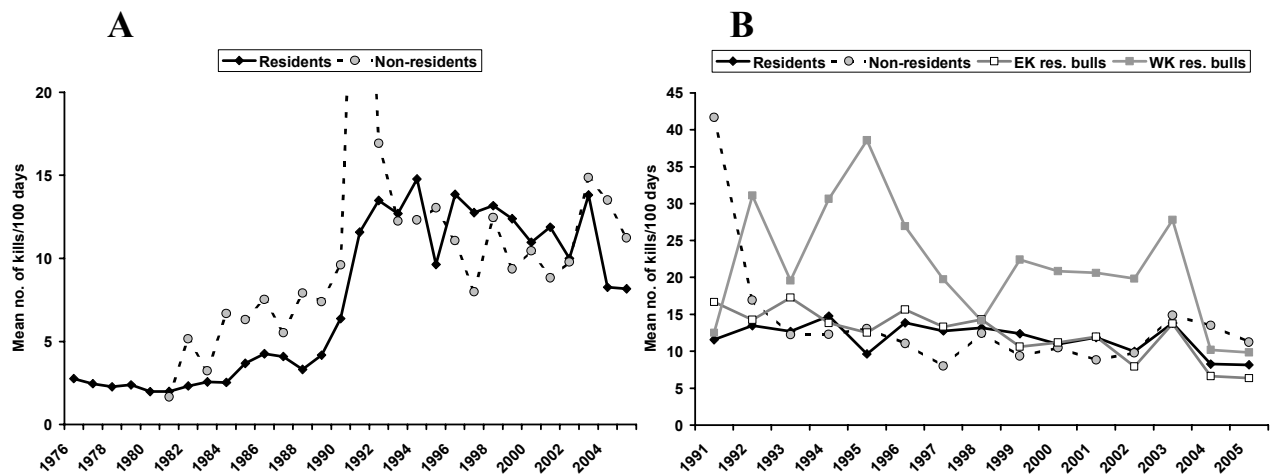 A
Residents Non-residents
Mean no. of kills/100 days
20
15
10
5
0
1976 1978 1980 1982 1984 1986 1988 1990 1992 1994 1996 1998 2000 2002 2004
B
Residents Non-residents EK res. bulls WK res. bulls
Mean no. of kills/100 days
45
40
35
30
25
20
15
10
5
0
1991 1992 1993 1994 1995 1996 1997 1998 1999 2000 2001 2002 2003 2004 2005